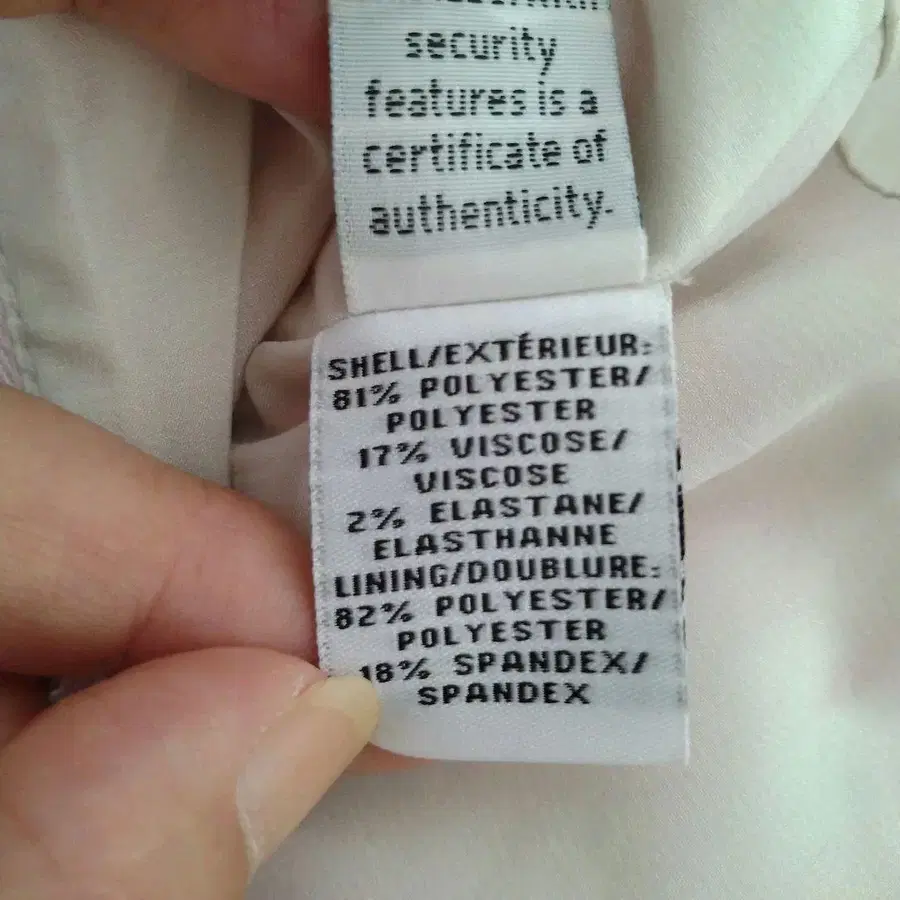 security
features is a
certificate of
authenticity.
SHELL/EXTÉRIEUR:
81% POLYESTER/
POLYESTER
17% VISCOSE/
VISCOSE
2% ELASTANE/
ELASTHANNE
LINING/DOUBLURE:
82% POLYESTER/
POLYESTER
18% SPANDEX/
SPANDEX